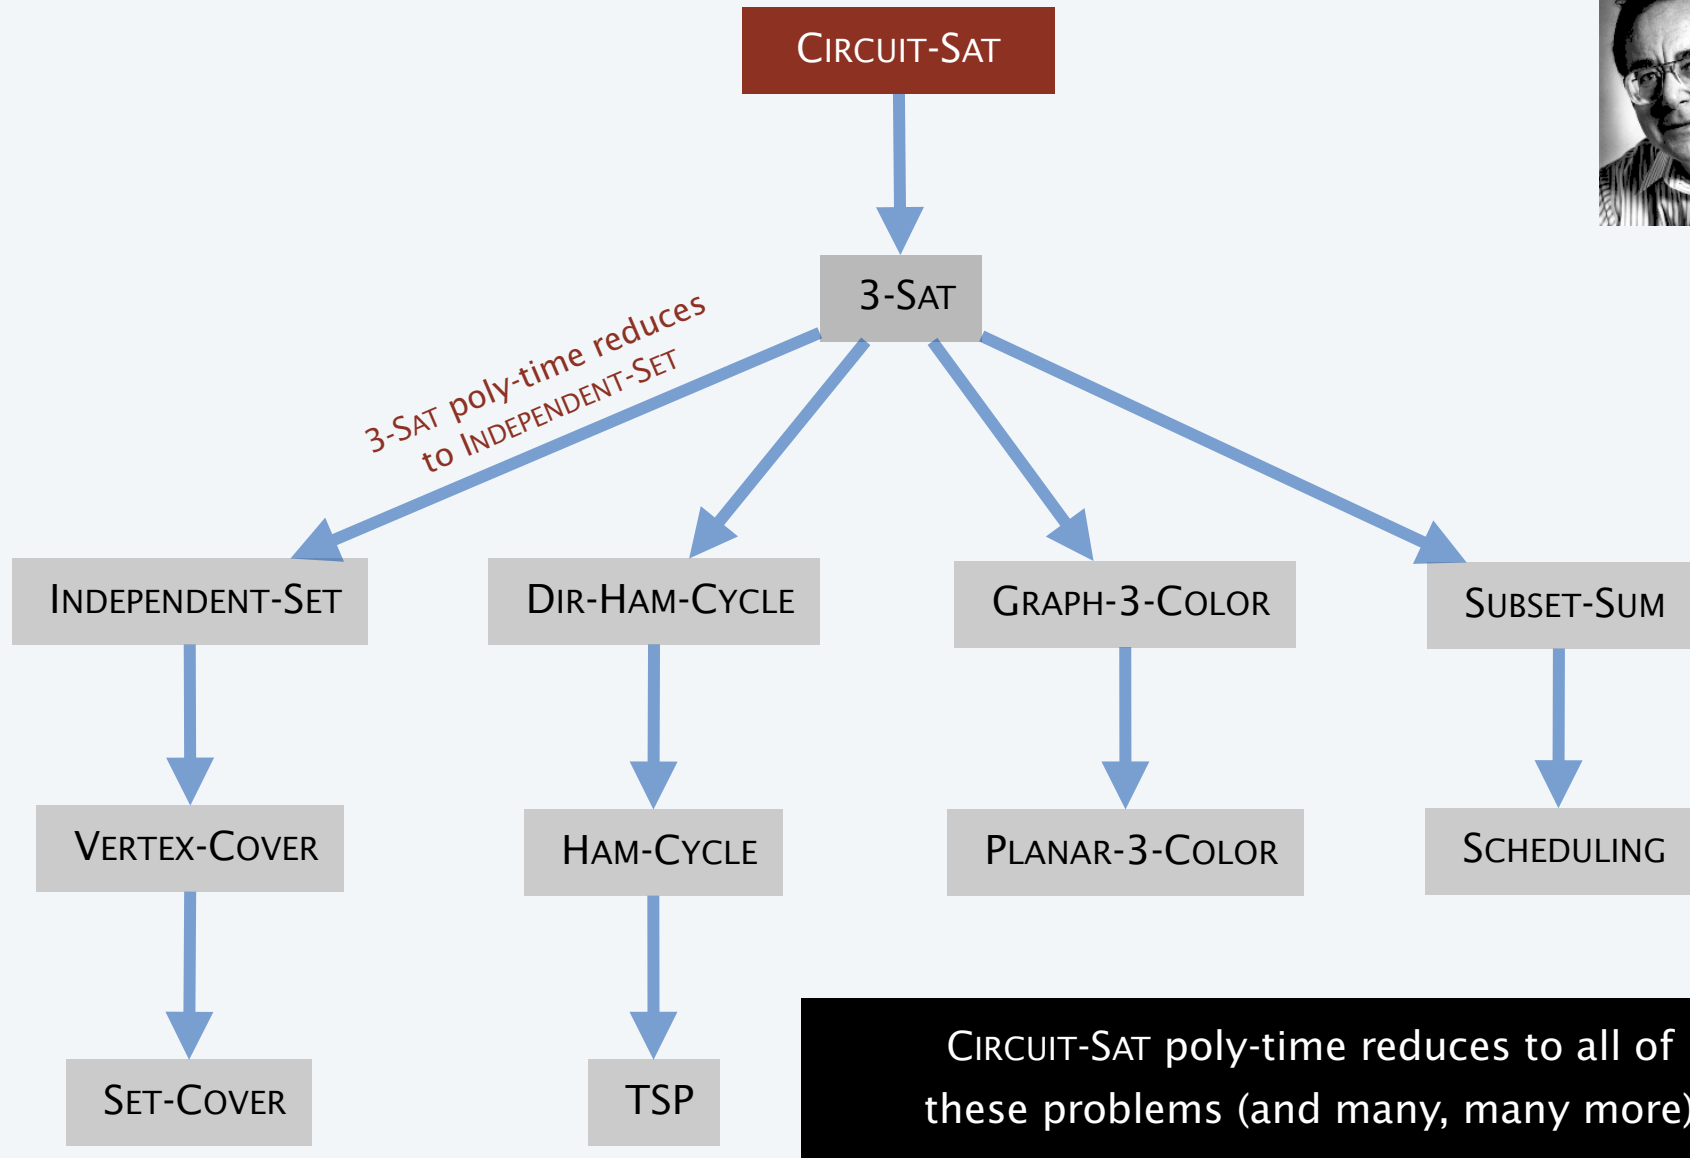 CIRCUIT-SAT
3-SAT
3-SAT poly-time reduces
to INDEPENDENT-SET
INDEPENDENT-SET
DIR-HAM-CYCLE
GRAPH-3-COLOR
SUBSET-SUM
VERTEX-COVER
HAM-CYCLE
PLANAR-3-COLOR
SCHEDULING
SET-COVER
TSP
CIRCUIT-SAT poly-time reduces to all of
these problems (and many, many more)